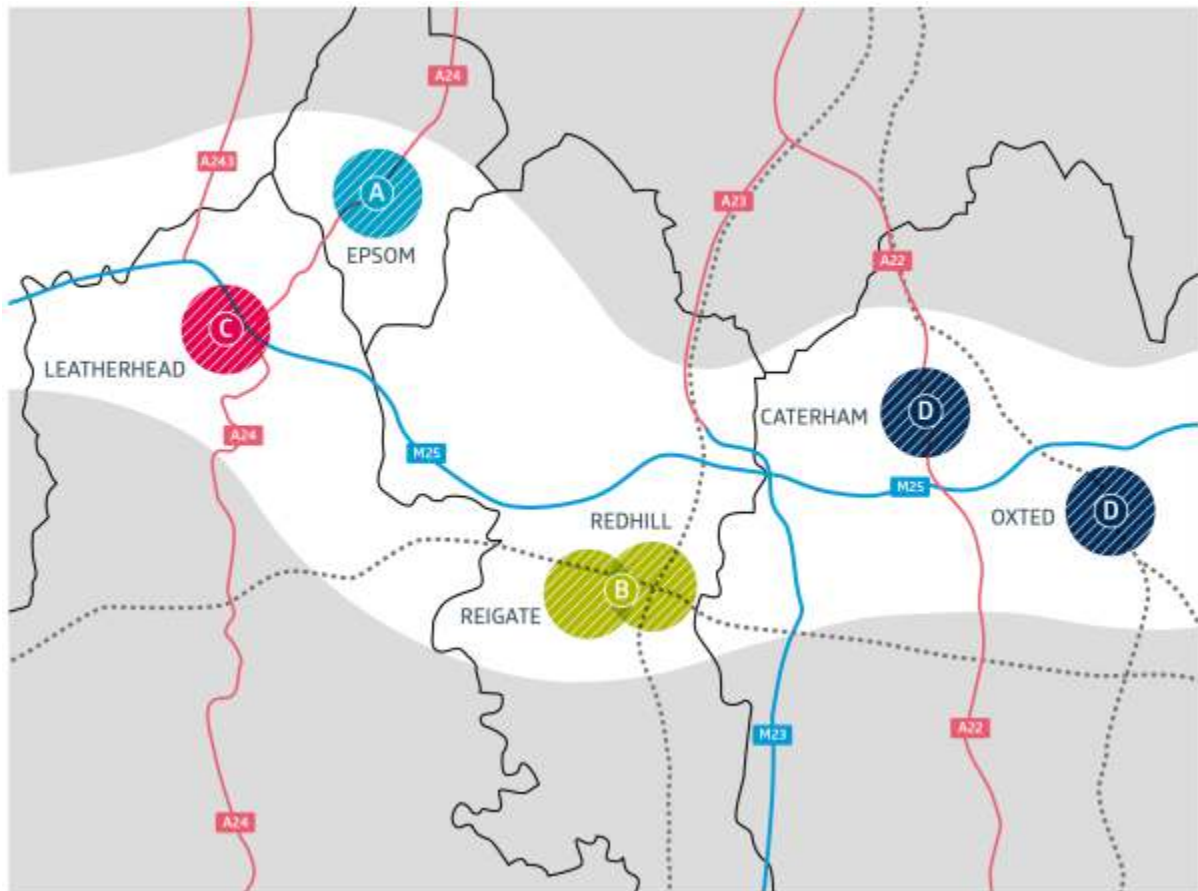 A24
A243
A
EPSOM
A23
A22
C
LEATHERHEAD
D
CATERHAM
A24
M25
M25
D
OXTED
REDHILL
B
REIGATE
A22
M23
A24